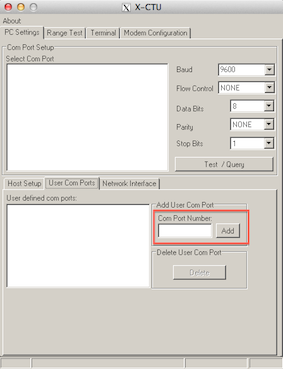 X-CTU
About
PC Settings Range Test Terminal Modem Configuration
Com Port Setup
Select Com Port
Baud 9600
Flow Control NONE
Data Bits 8
Parity NONE
Stop Bits 1
Test / Query
Host Setup User Com Ports Network Interface
User defined com ports:
Add User Com Port
Com Port Number:
Add
Delete User Com Port
Delete